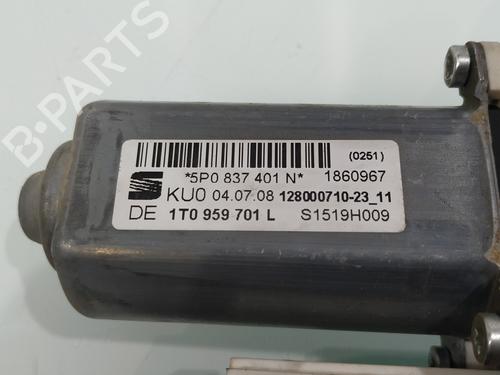 B-PARTS
(0251)
*5P0 837 401 N* 1860967
KU0 04.07.08 128000710-23_11
DE 1T0 959 701 L S1519H009